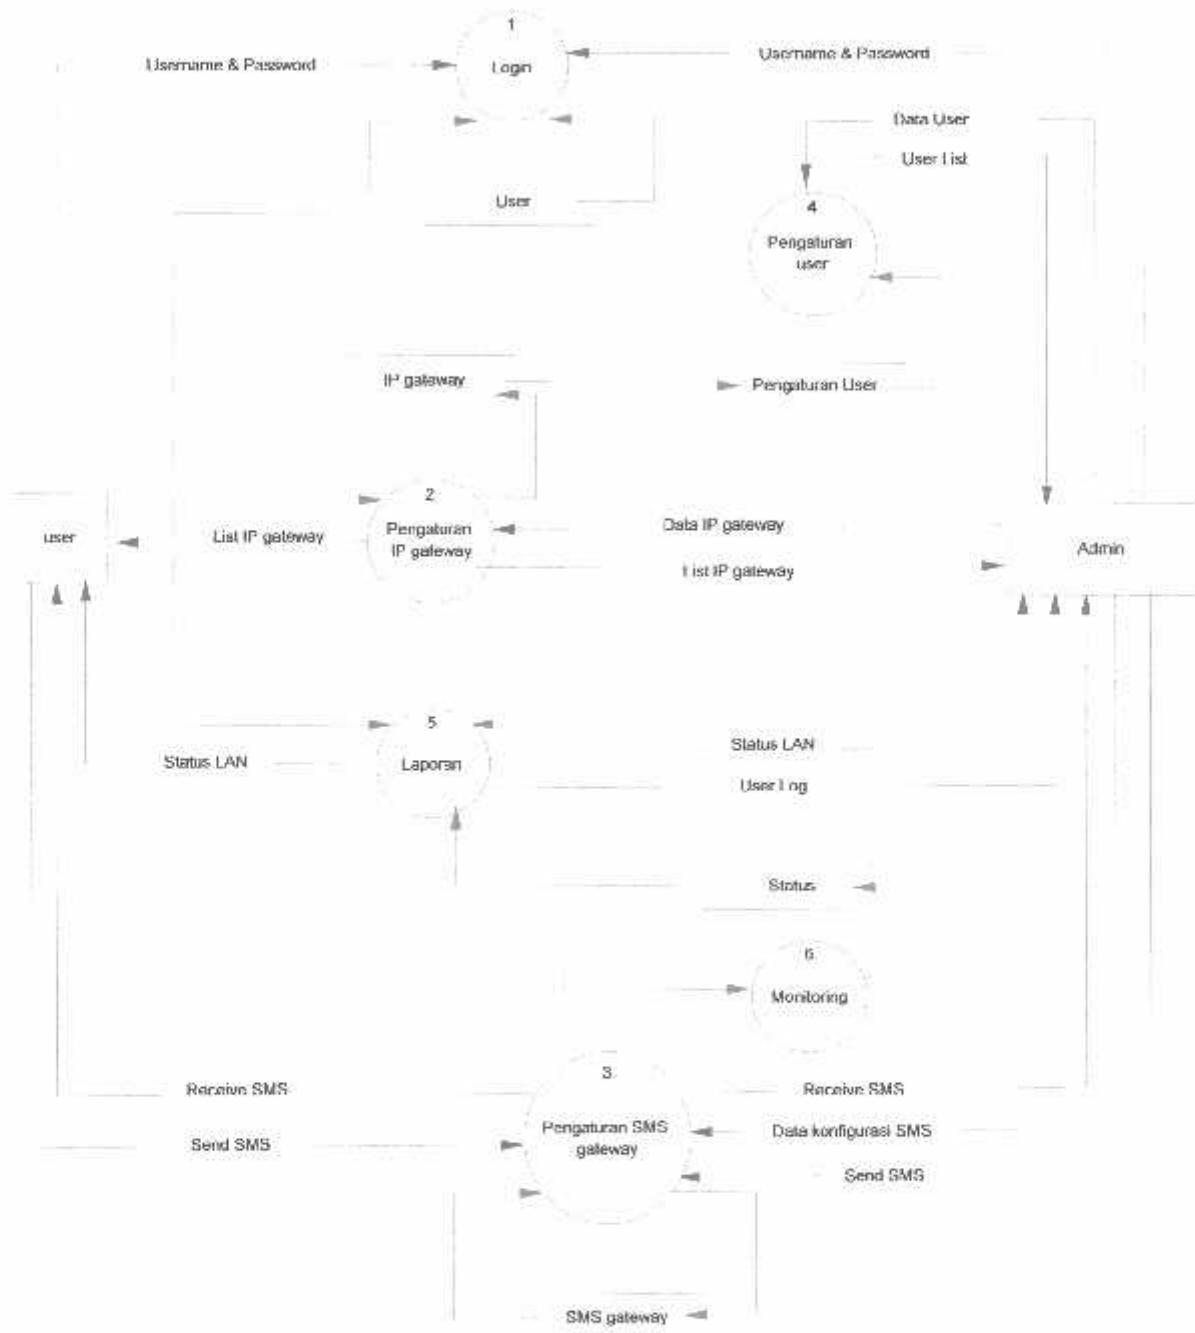 1
Login
Username & Password
Username & Password
Data User
User List
User
4
Pengaturan
user
IP gateway
Pengaturan User
2
Pengaturan
IP gateway
user
List IP gateway
Data IP gateway
List IP gateway
Admin
5
Laporan
Status LAN
Status LAN
User Log
Status
6
Monitoring
3
Pengaturan SMS
gateway
Receive SMS
Receive SMS
Send SMS
Data konfigurasi SMS
Send SMS
SMS gateway